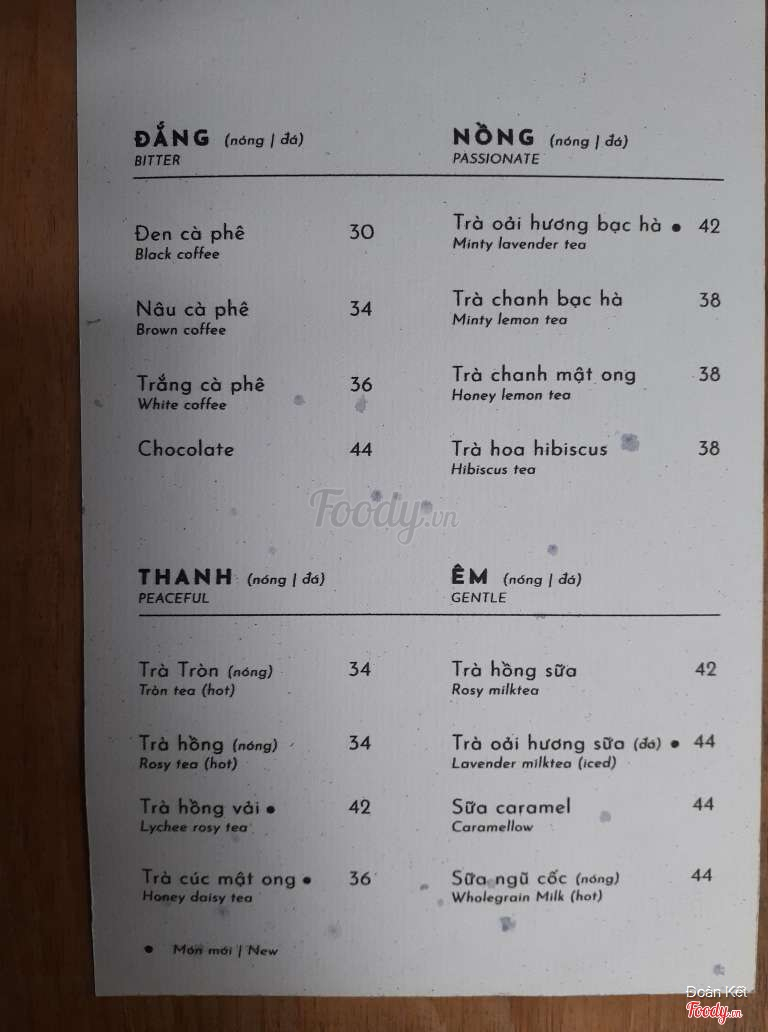 ĐẮNG (nóng | đá)
BITTER
Đen cà phê 30
Black coffee
Nâu cà phê 34
Brown coffee
Trắng cà phê 36
White coffee
Chocolate 44
NỒNG (nóng | đá)
PASSIONATE
Trà oải hương bạc hà • 42
Minty lavender tea
Trà chanh bạc hà 38
Minty lemon tea
Trà chanh mật ong 38
Honey lemon tea
Trà hoa hibiscus 38
Hibiscus tea
Foody.vn
THANH (nóng | đá)
PEACEFUL
Trà Tròn (nóng) 34
Tròn tea (hot)
Trà hồng (nóng) 34
Rosy tea (hot)
Trà hồng vải • 42
Lychee rosy tea
Trà cúc mật ong • 36
Honey daisy tea
• Món mới | New
ÊM (nóng | đá)
GENTLE
Trà hồng sữa 42
Rosy milktea
Trà oải hương sữa (đá) • 44
Lavender milktea (iced)
Sữa caramel 44
Caramellow
Sữa ngũ cốc (nóng) 44
Wholegrain Milk (hot)
Đoàn Kết
Foody.vn